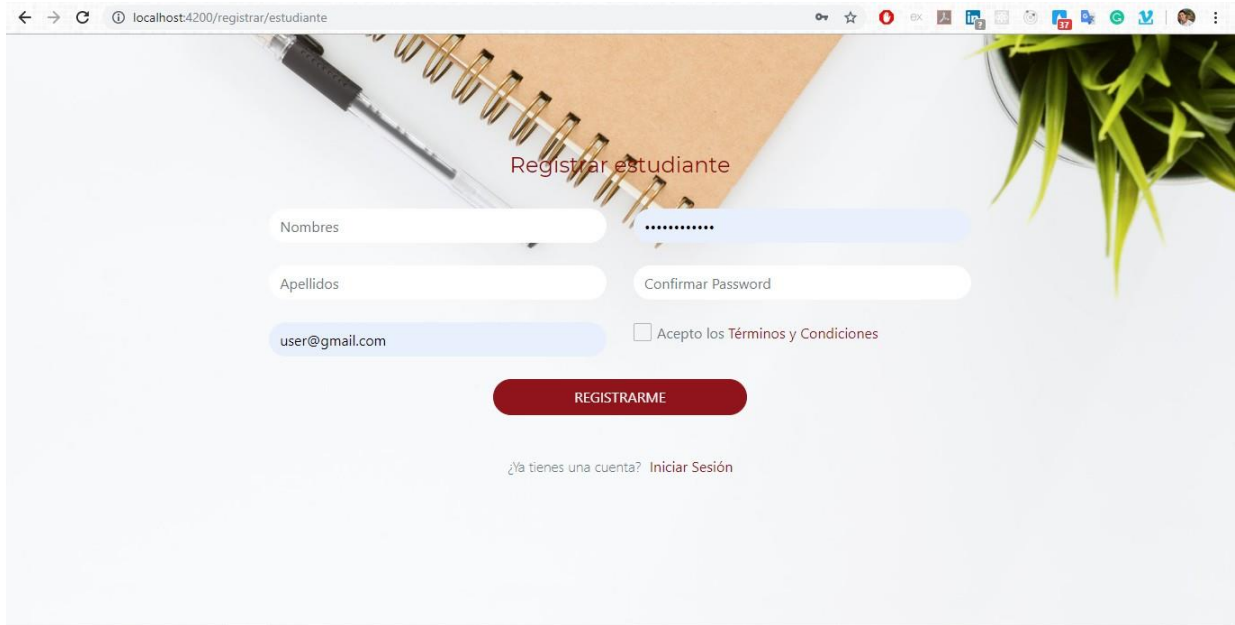 localhost:4200/registrar/estudiante
37
Registrar estudiante
Nombres
••••••••••••
Apellidos
Confirmar Password
user@gmail.com
Acepto los Términos y Condiciones
REGISTRARME
¿Ya tienes una cuenta? Iniciar Sesión